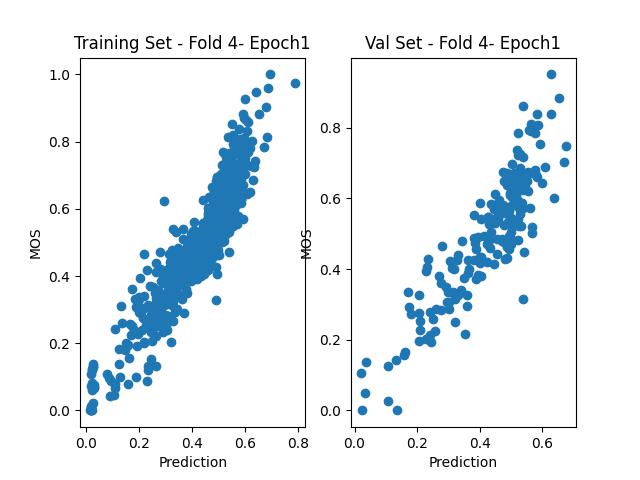 Training Set - Fold 4- Epoch1
Val Set - Fold 4- Epoch1
1.0
0.8
0.6
0.4
0.2
0.0
MOS
0.0 0.2 0.4 0.6 0.8
Prediction
0.8
0.6
0.4
0.2
0.0
MOS
0.0 0.2 0.4 0.6
Prediction